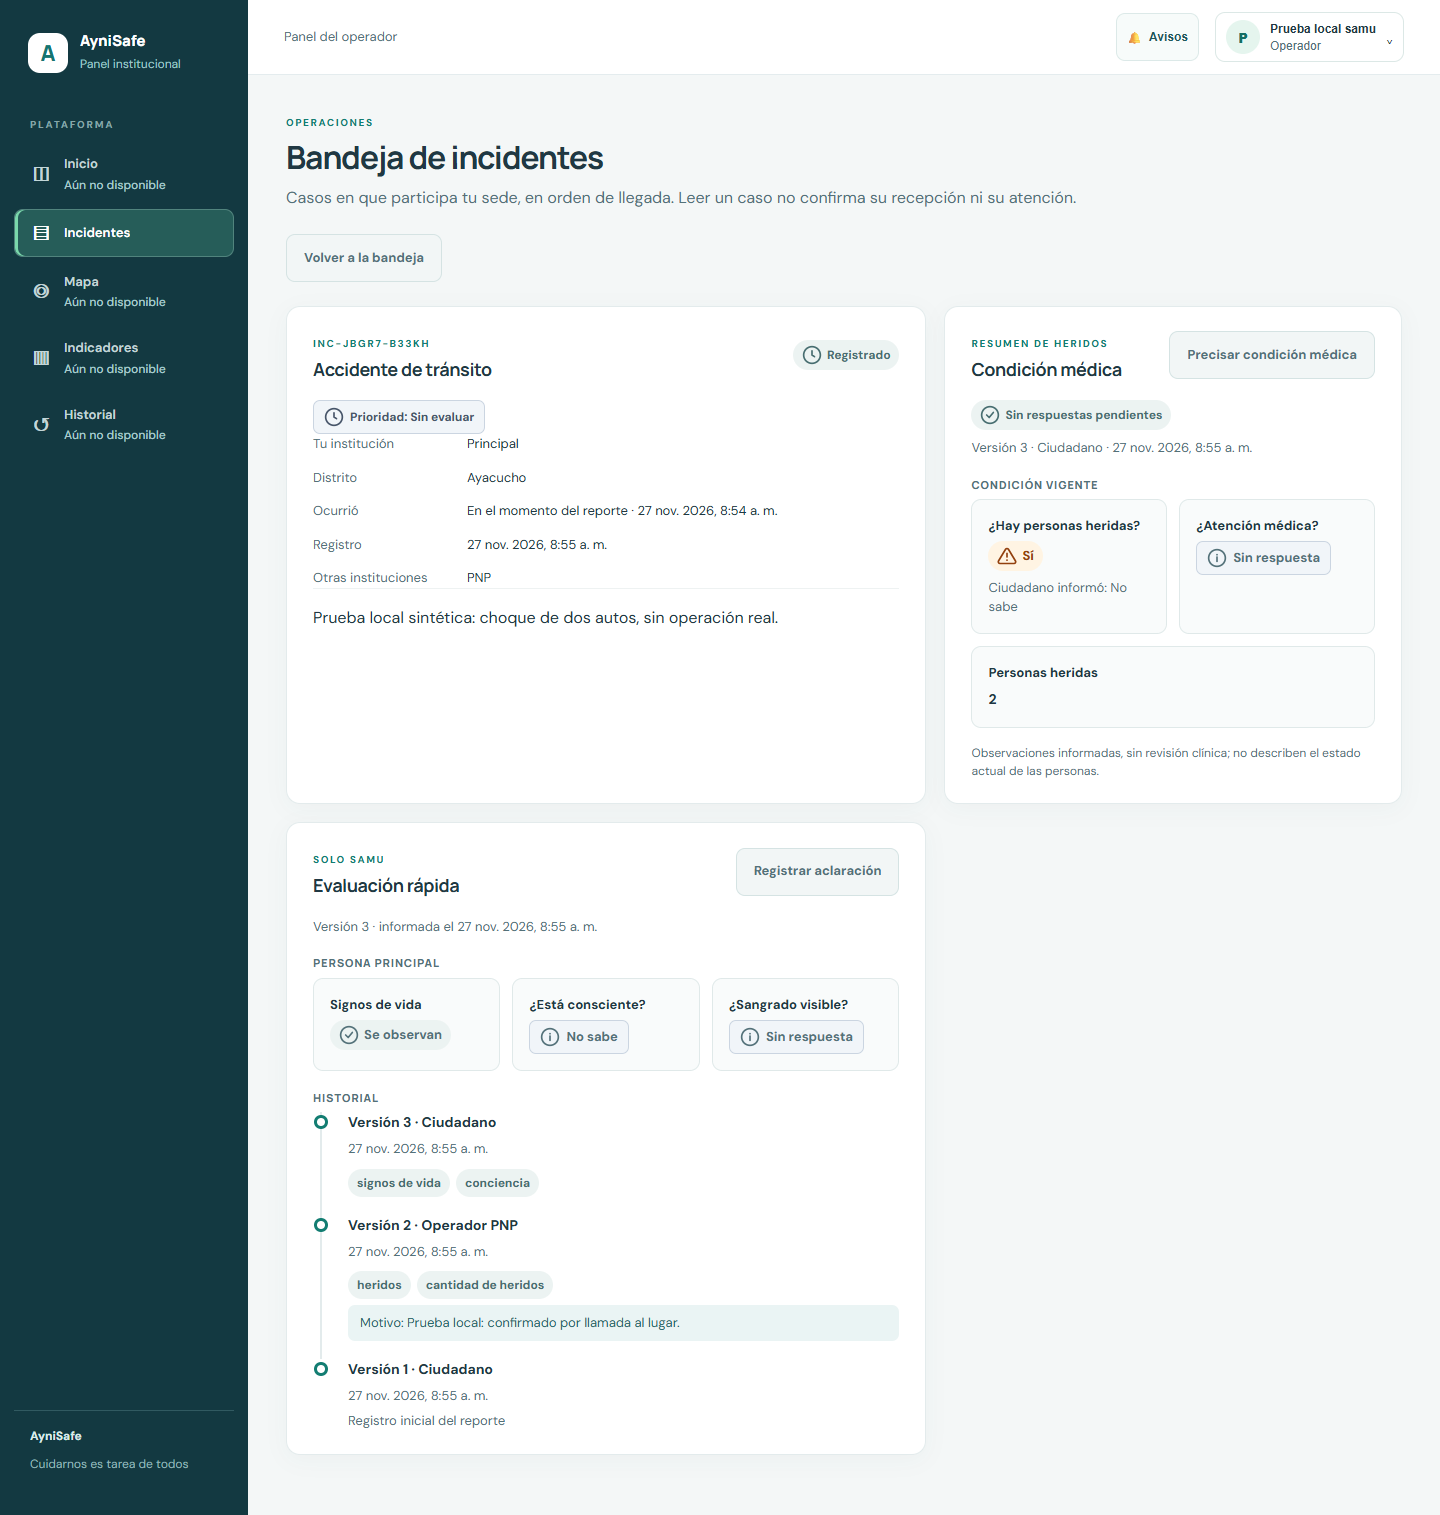 A
AyniSafe
Panel institucional
PLATAFORMA
Inicio
Aún no disponible
Incidentes
Mapa
Aún no disponible
Indicadores
Aún no disponible
Historial
Aún no disponible
AyniSafe
Cuidarnos es tarea de todos
Panel del operador
Avisos
P
Prueba local samu
Operador
OPERACIONES
Bandeja de incidentes
Casos en que participa tu sede, en orden de llegada. Leer un caso no confirma su recepción ni su atención.
Volver a la bandeja
INC-JBGR7-B33KH
Accidente de tránsito
Registrado
Prioridad: Sin evaluar
Tu institución Principal
Distrito Ayacucho
Ocurrió En el momento del reporte · 27 nov. 2026, 8:54 a. m.
Registro 27 nov. 2026, 8:55 a. m.
Otras instituciones PNP
Prueba local sintética: choque de dos autos, sin operación real.
RESUMEN DE HERIDOS
Condición médica
Precisar condición médica
Sin respuestas pendientes
Versión 3 · Ciudadano · 27 nov. 2026, 8:55 a. m.
CONDICIÓN VIGENTE
¿Hay personas heridas?
Sí
Ciudadano informó: No
sabe
¿Atención médica?
Sin respuesta
Personas heridas
2
Observaciones informadas, sin revisión clínica; no describen el estado
actual de las personas.
SOLO SAMU
Evaluación rápida
Registrar aclaración
Versión 3 · informada el 27 nov. 2026, 8:55 a. m.
PERSONA PRINCIPAL
Signos de vida
Se observan
¿Está consciente?
No sabe
¿Sangrado visible?
Sin respuesta
HISTORIAL
Versión 3 · Ciudadano
27 nov. 2026, 8:55 a. m.
signos de vida conciencia
Versión 2 · Operador PNP
27 nov. 2026, 8:55 a. m.
heridos cantidad de heridos
Motivo: Prueba local: confirmado por llamada al lugar.
Versión 1 · Ciudadano
27 nov. 2026, 8:55 a. m.
Registro inicial del reporte